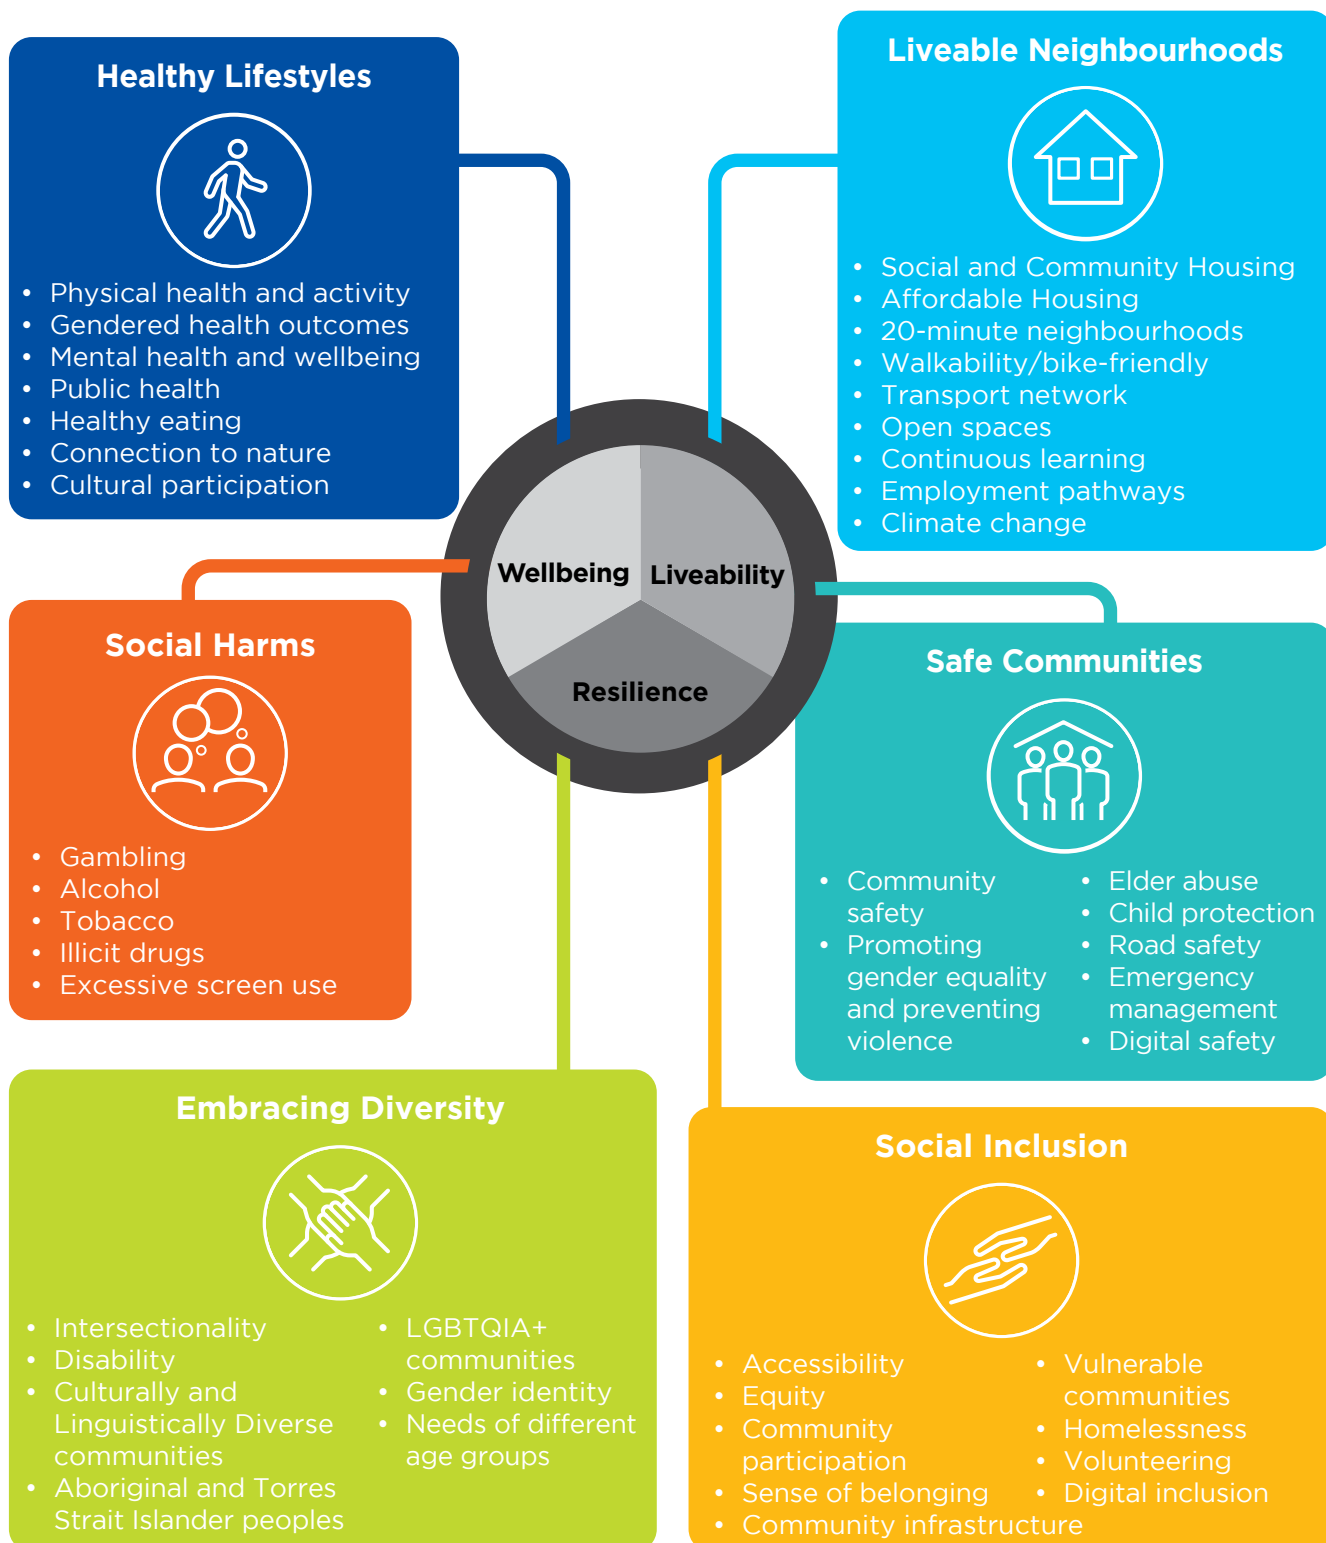 Healthy Lifestyles
• Physical health and activity
• Gendered health outcomes
• Mental health and wellbeing
• Public health
• Healthy eating
• Connection to nature
• Cultural participation
Liveable Neighbourhoods
• Social and Community Housing
• Affordable Housing
• 20-minute neighbourhoods
• Walkability/bike-friendly
• Transport network
• Open spaces
• Continuous learning
• Employment pathways
• Climate change
Wellbeing
Liveability
Resilience
Social Harms
• Gambling
• Alcohol
• Tobacco
• Illicit drugs
• Excessive screen use
Safe Communities
• Community
safety
• Promoting
gender equality
and preventing
violence
• Elder abuse
• Child protection
• Road safety
• Emergency
management
• Digital safety
Embracing Diversity
• Intersectionality
• Disability
• Culturally and
Linguistically Diverse
communities
• Aboriginal and Torres
Strait Islander peoples
• LGBTQIA+
communities
• Gender identity
• Needs of different
age groups
Social Inclusion
• Accessibility
• Equity
• Community
participation
• Sense of belonging
• Community infrastructure
• Vulnerable
communities
• Homelessness
• Volunteering
• Digital inclusion